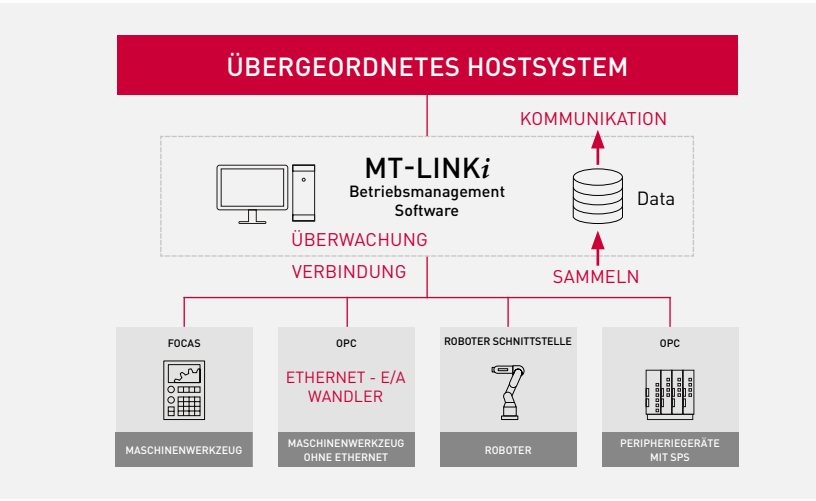 ÜBERGEORDNETES HOSTSYSTEM
KOMMUNIKATION
MT-LINKi
Betriebsmanagement
Software
Data
ÜBERWACHUNG
VERBINDUNG
SAMMELN
FOCAS
MASCHINENWERKZEUG
OPC
ETHERNET - E/A
WANDLER
MASCHINENWERKZEUG
OHNE ETHERNET
ROBOTER SCHNITTSTELLE
ROBOTER
OPC
PERIPHERIEGERÄTE
MIT SPS